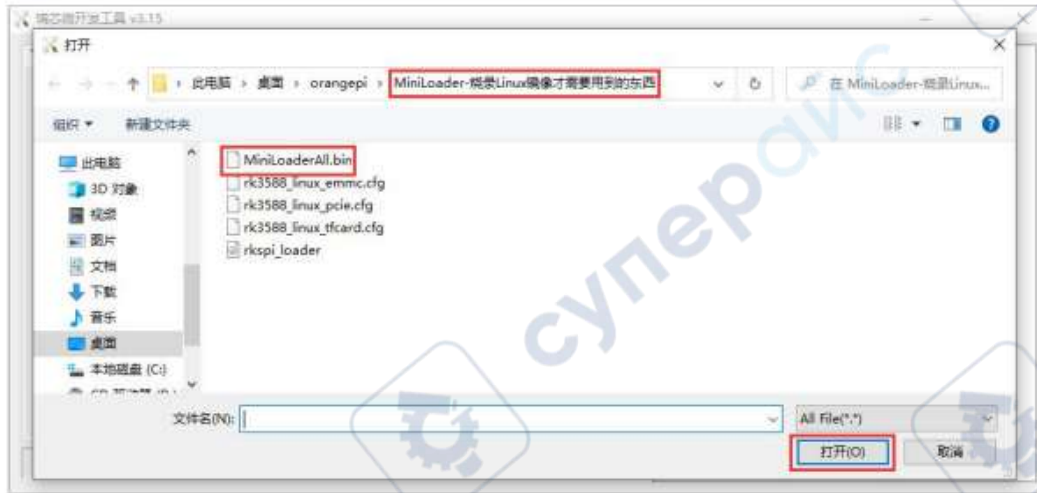 瑞芯微开发工具 v3.15
打开
此电脑 › 桌面 › orangepi › MiniLoader-烧录Linux镜像才需要用到的东西
在 MiniLoader-烧录Linux...
组织 新建文件夹
此电脑
3D 对象
视频
图片
文档
下载
音乐
桌面
本地磁盘 (C:)
MiniLoaderAll.bin
rk3588_linux_emmc.cfg
rk3588_linux_pcie.cfg
rk3588_linux_tfcard.cfg
rkspi_loader
文件名(N):
All File(*.*)
打开(O) 取消
суперайс